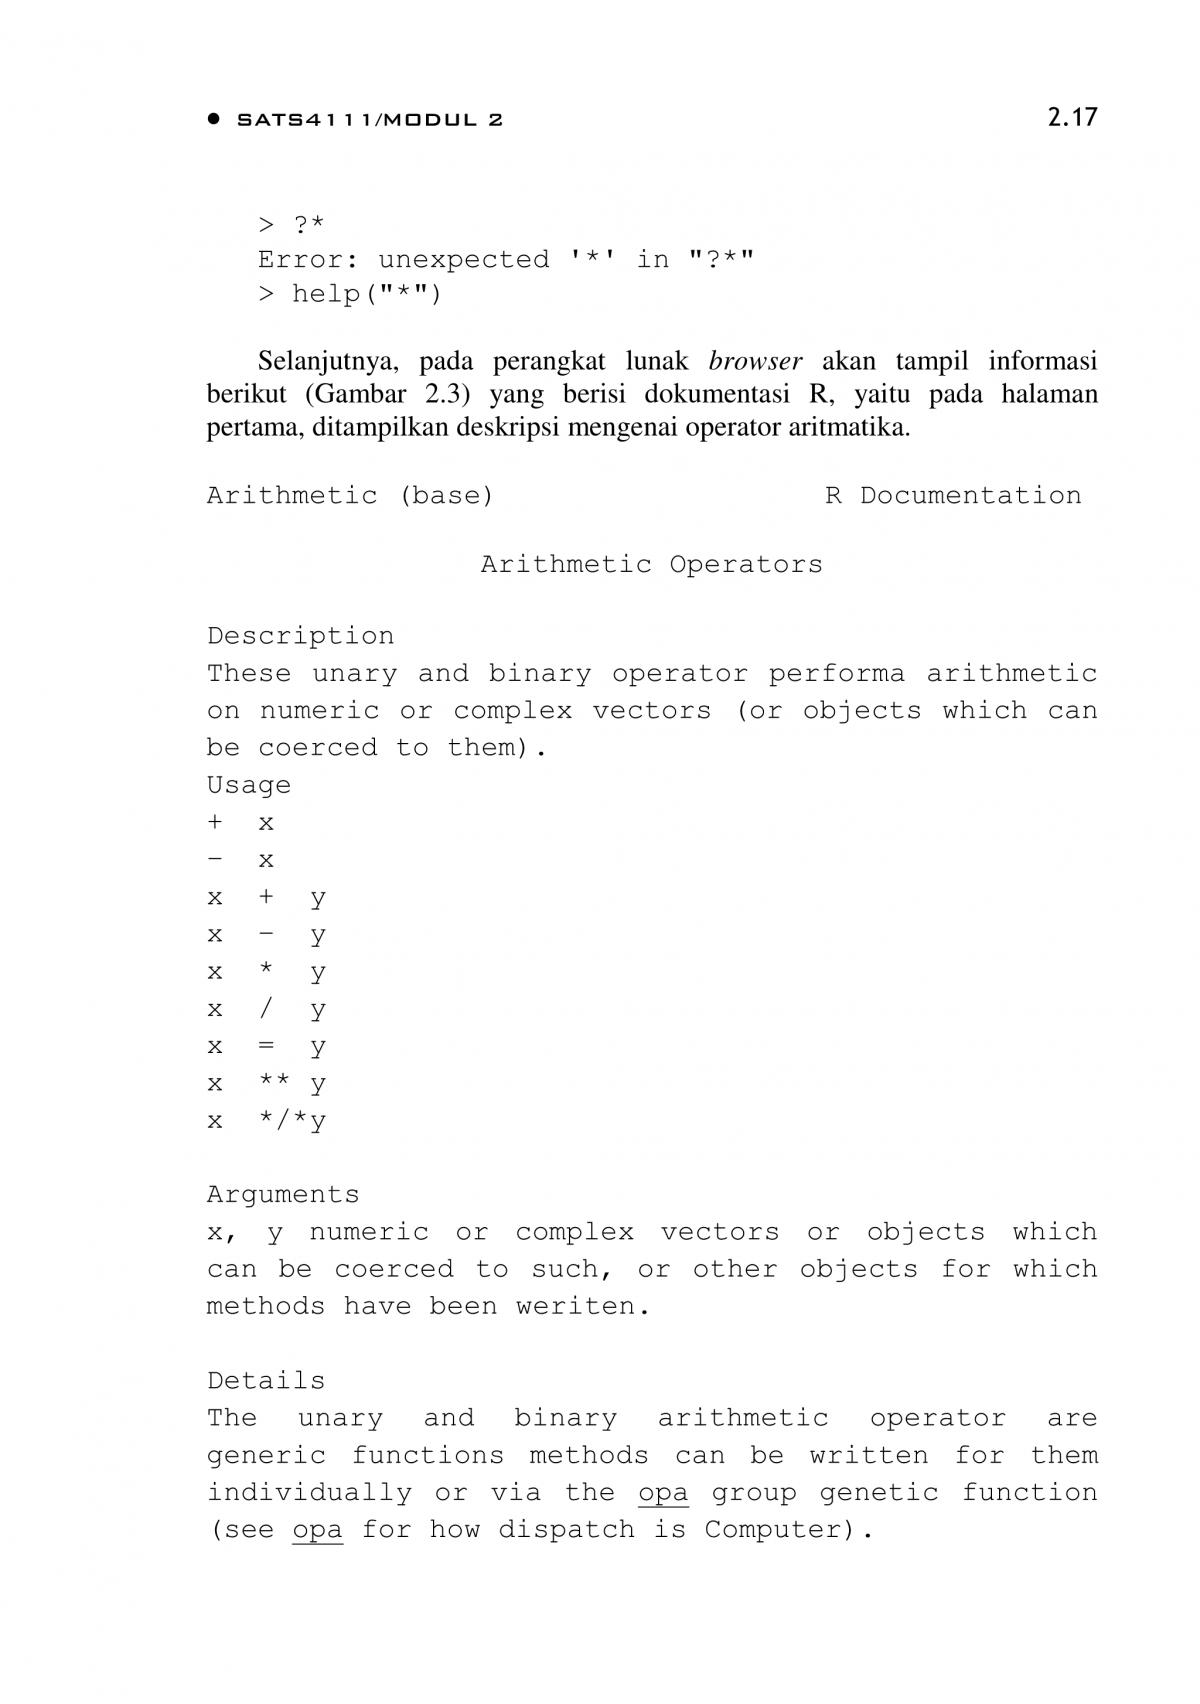 • SATS4111/MODUL 2 2.17
> ?*
Error: unexpected '*' in "?*"
> help("*")
Selanjutnya, pada perangkat lunak browser akan tampil informasi
berikut (Gambar 2.3) yang berisi dokumentasi R, yaitu pada halaman
pertama, ditampilkan deskripsi mengenai operator aritmatika.
Arithmetic (base) R Documentation
Arithmetic Operators
Description
These unary and binary operator performa arithmetic
on numeric or complex vectors (or objects which can
be coerced to them).
Usage
+ x
– x
x + y
x – y
x * y
x / y
x = y
x ** y
x */*y
Arguments
x, y numeric or complex vectors or objects which
can be coerced to such, or other objects for which
methods have been weriten.
Details
The unary and binary arithmetic operator are
generic functions methods can be written for them
individually or via the opa group genetic function
(see opa for how dispatch is Computer).